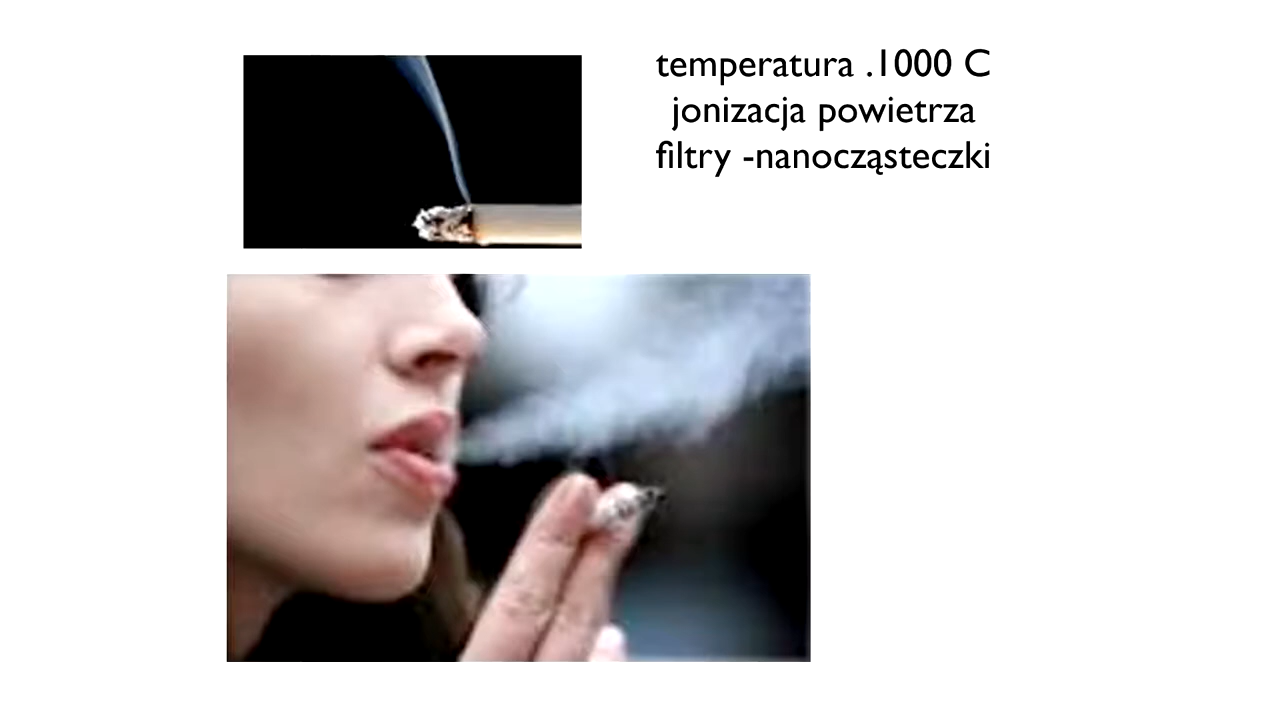 temperatura .1000 C
jonizacja powietrza
filtry -nanocząsteczki